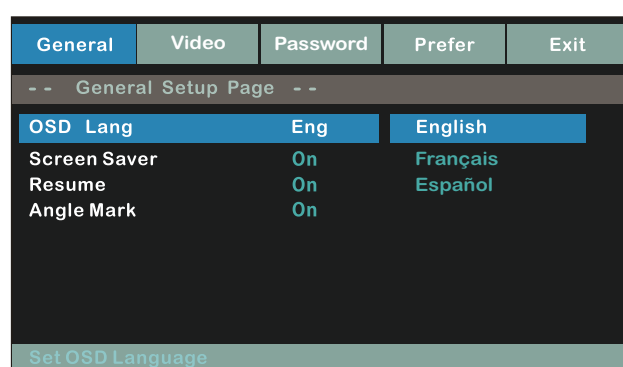 General Video Password Prefer Exit
-- General Setup Page --
OSD Lang Eng English
Screen Saver On Français
Resume On Español
Angle Mark On
Set OSD Language